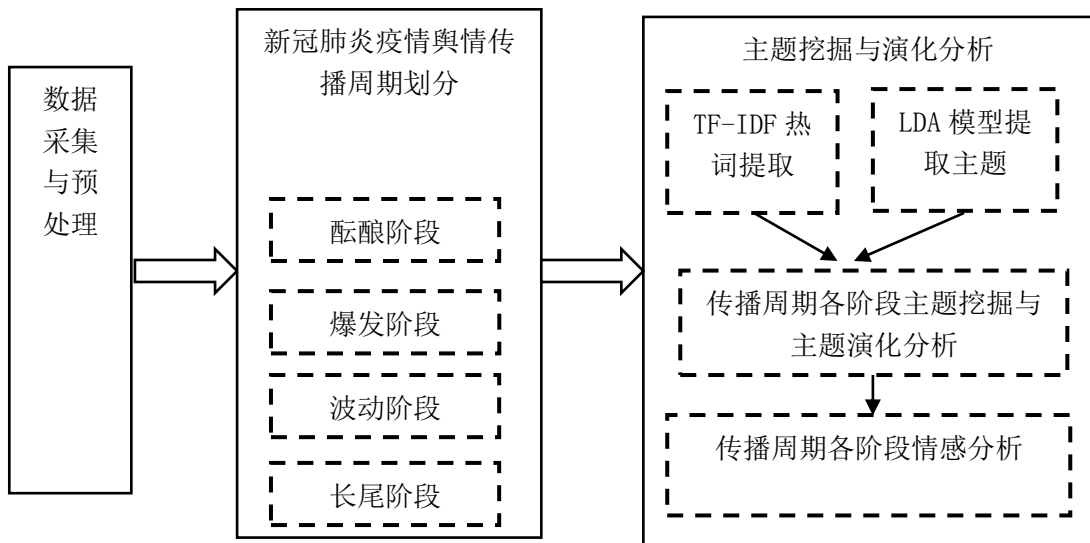 数据
采集
与预
处理
新冠肺炎疫情舆情传
播周期划分
酝酿阶段
爆发阶段
波动阶段
长尾阶段
主题挖掘与演化分析
TF-IDF 热
词提取
LDA 模型提
取主题
传播周期各阶段主题挖掘与
主题演化分析
传播周期各阶段情感分析